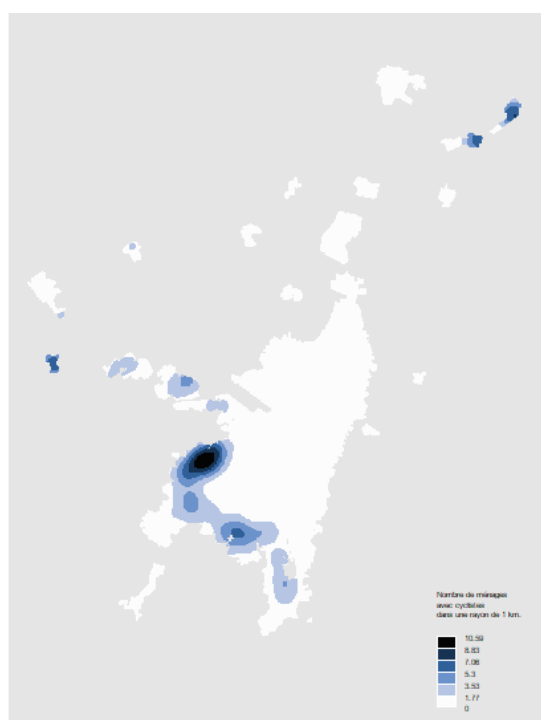 Nombre de ménages
avec cyclistes
dans une rayon de 1 km.
10.59
8.83
7.06
5.3
3.53
1.77
0